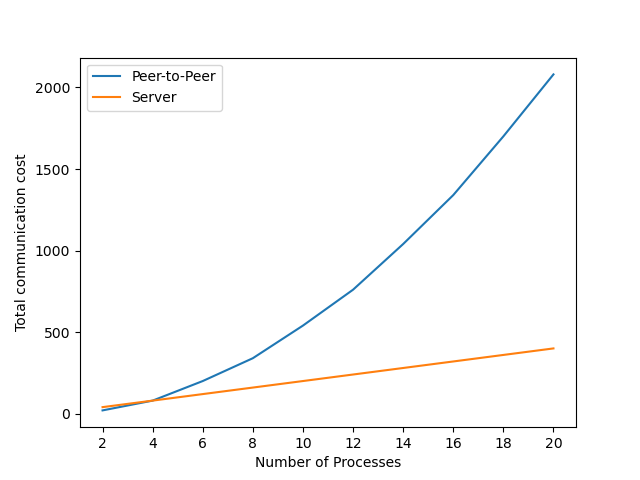 Peer-to-Peer
Server
Total communication cost
2000
1500
1000
500
0
2 4 6 8 10 12 14 16 18 20
Number of Processes